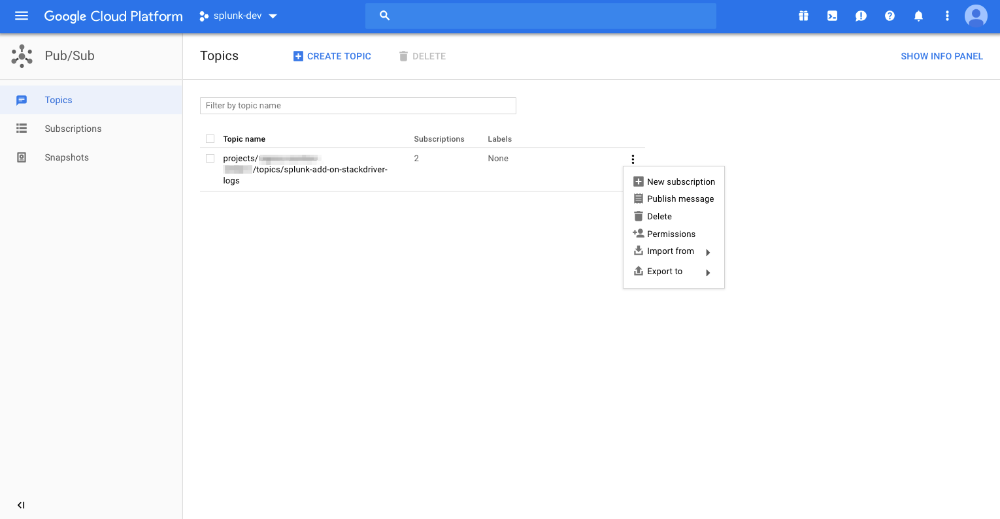 Google Cloud Platform
splunk-dev
Pub/Sub
Topics
CREATE TOPIC
DELETE
SHOW INFO PANEL
Topics
Subscriptions
Snapshots
Filter by topic name
Topic name
Subscriptions
Labels
projects/
2
None
/topics/splunk-add-on-stackdriver-
logs
New subscription
Publish message
Delete
Permissions
Import from
Export to